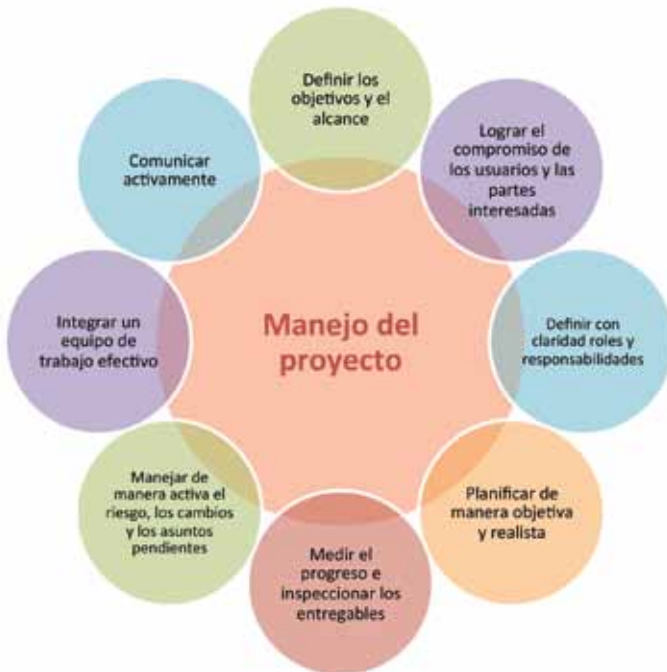 Definir los
objetivos y el
alcance
Lograr el
compromiso de
los usuarios y las
partes
interesadas
Definir con
claridad roles y
responsabilidades
Planificar de
manera objetiva
y realista
Medir el
progreso e
inspeccionar los
entregables
Manejar de
manera activa el
riesgo, los cambios
y los asuntos
pendientes
Integrar un
equipo de
trabajo efectivo
Comunicar
activamente
Manejo del
proyecto